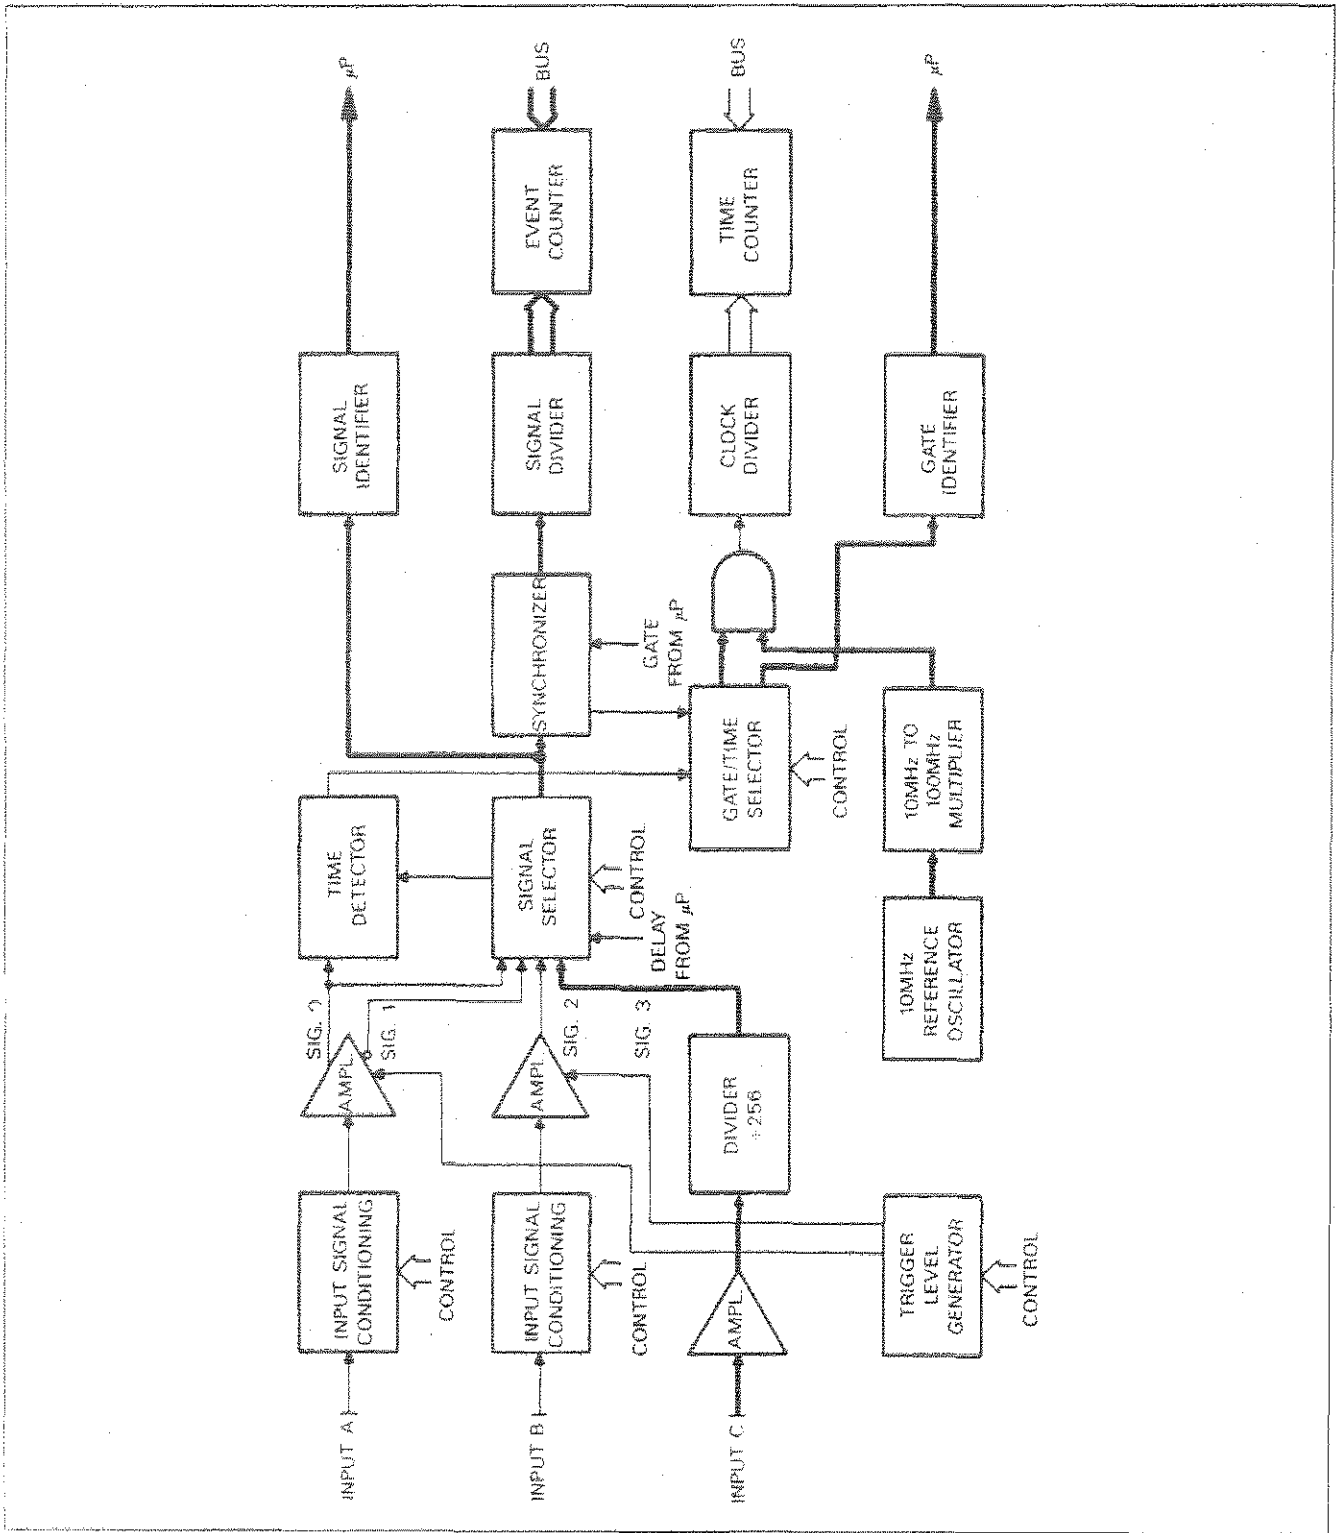 INPUT A
INPUT SIGNAL
CONDITIONING
CONTROL
AMPL.
SIG. 0
SIG. 1
TIME
DETECTOR
SIGNAL
IDENTIFIER
μP
INPUT B
INPUT SIGNAL
CONDITIONING
CONTROL
AMPL.
SIG. 2
SIG. 3
SIGNAL
SELECTOR
DELAY
FROM μP
CONTROL
SYNCHRONIZER
GATE
FROM μP
SIGNAL
DIVIDER
EVENT
COUNTER
BUS
INPUT C
AMPL.
DIVIDER
÷256
GATE/TIME
SELECTOR
CONTROL
CLOCK
DIVIDER
TIME
COUNTER
BUS
TRIGGER
LEVEL
GENERATOR
CONTROL
10MHz
REFERENCE
OSCILLATOR
10MHz TO
100MHz
MULTIPLIER
GATE
IDENTIFIER
μP